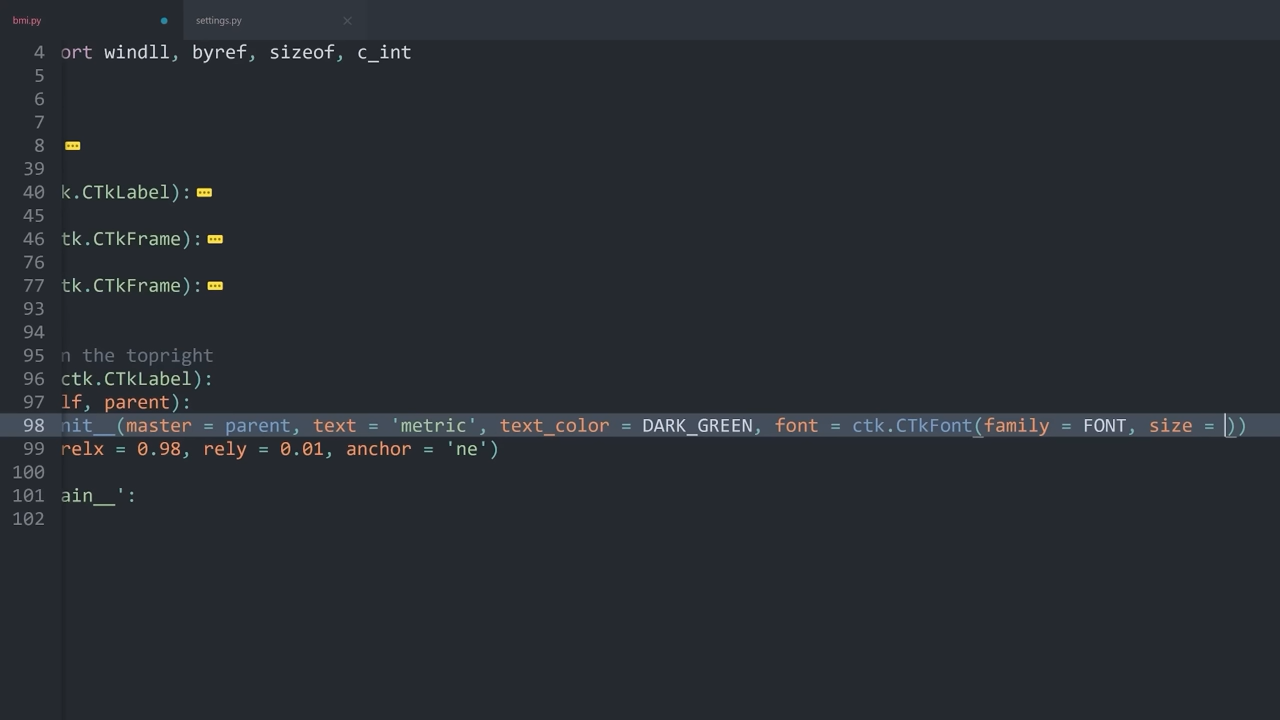 bmi.py
settings.py
4 ort windll, byref, sizeof, c_int
5
6
7
8
39
40 k.CTkLabel):
45
46 tk.CTkFrame):
76
77 tk.CTkFrame):
93
94
95 n the topright
96 ctk.CTkLabel):
97 lf, parent):
98 nit__(master = parent, text = 'metric', text_color = DARK_GREEN, font = ctk.CTkFont(family = FONT, size = ))
99 relx = 0.98, rely = 0.01, anchor = 'ne')
100
101 ain__':
102